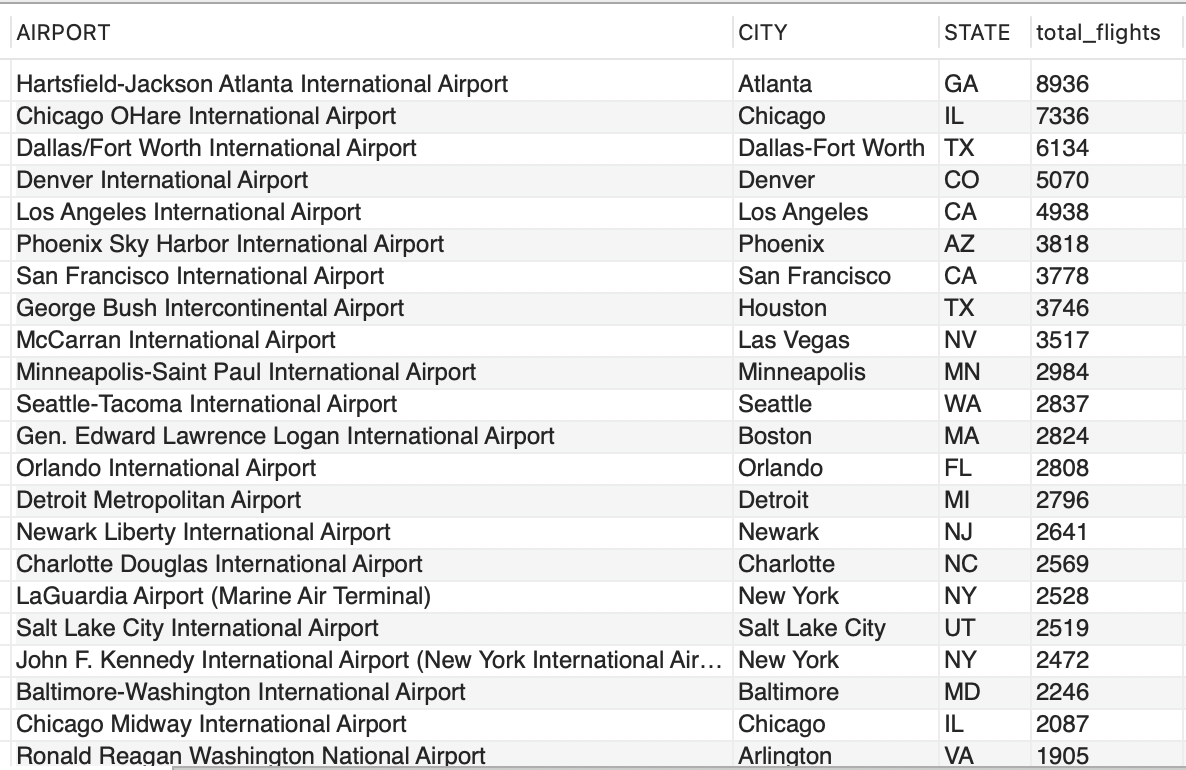 AIRPORT CITY STATE total_flights
Hartsfield-Jackson Atlanta International Airport Atlanta GA 8936
Chicago OHare International Airport Chicago IL 7336
Dallas/Fort Worth International Airport Dallas-Fort Worth TX 6134
Denver International Airport Denver CO 5070
Los Angeles International Airport Los Angeles CA 4938
Phoenix Sky Harbor International Airport Phoenix AZ 3818
San Francisco International Airport San Francisco CA 3778
George Bush Intercontinental Airport Houston TX 3746
McCarran International Airport Las Vegas NV 3517
Minneapolis-Saint Paul International Airport Minneapolis MN 2984
Seattle-Tacoma International Airport Seattle WA 2837
Gen. Edward Lawrence Logan International Airport Boston MA 2824
Orlando International Airport Orlando FL 2808
Detroit Metropolitan Airport Detroit MI 2796
Newark Liberty International Airport Newark NJ 2641
Charlotte Douglas International Airport Charlotte NC 2569
LaGuardia Airport (Marine Air Terminal) New York NY 2528
Salt Lake City International Airport Salt Lake City UT 2519
John F. Kennedy International Airport (New York International Air… New York NY 2472
Baltimore-Washington International Airport Baltimore MD 2246
Chicago Midway International Airport Chicago IL 2087
Ronald Reagan Washington National Airport Arlington VA 1905